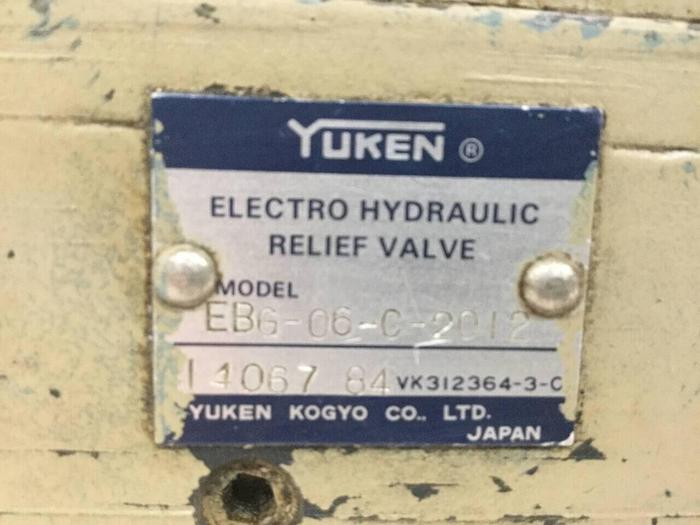 YUKEN ®
ELECTRO HYDRAULIC
RELIEF VALVE
MODEL
EBG-06-C-2012
14067 84 VK312364-3-C
YUKEN KOGYO CO., LTD.
JAPAN